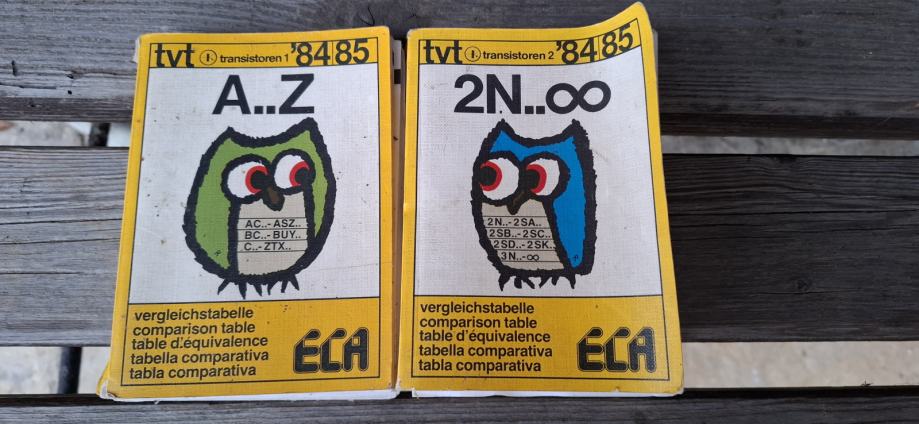 tvt transistoren 1 '84|85
A..Z
AC..-ASZ..
BC..-BUY..
C..-ZTX..
vergleichstabelle
comparison table
table d'équivalence
tabella comparativa
tabla comparativa
ECA
tvt transistoren 2 '84|85
2N..∞
2N..-2SA..
2SB..-2SC..
2SD..-2SK..
3N..-∞
vergleichstabelle
comparison table
table d'équivalence
tabella comparativa
tabla comparativa
ECA